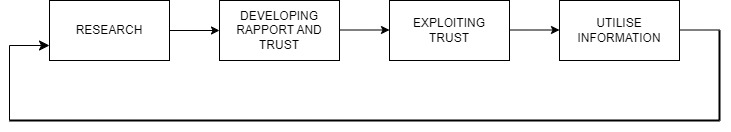 RESEARCH
DEVELOPING
RAPPORT AND
TRUST
EXPLOITING
TRUST
UTILISE
INFORMATION